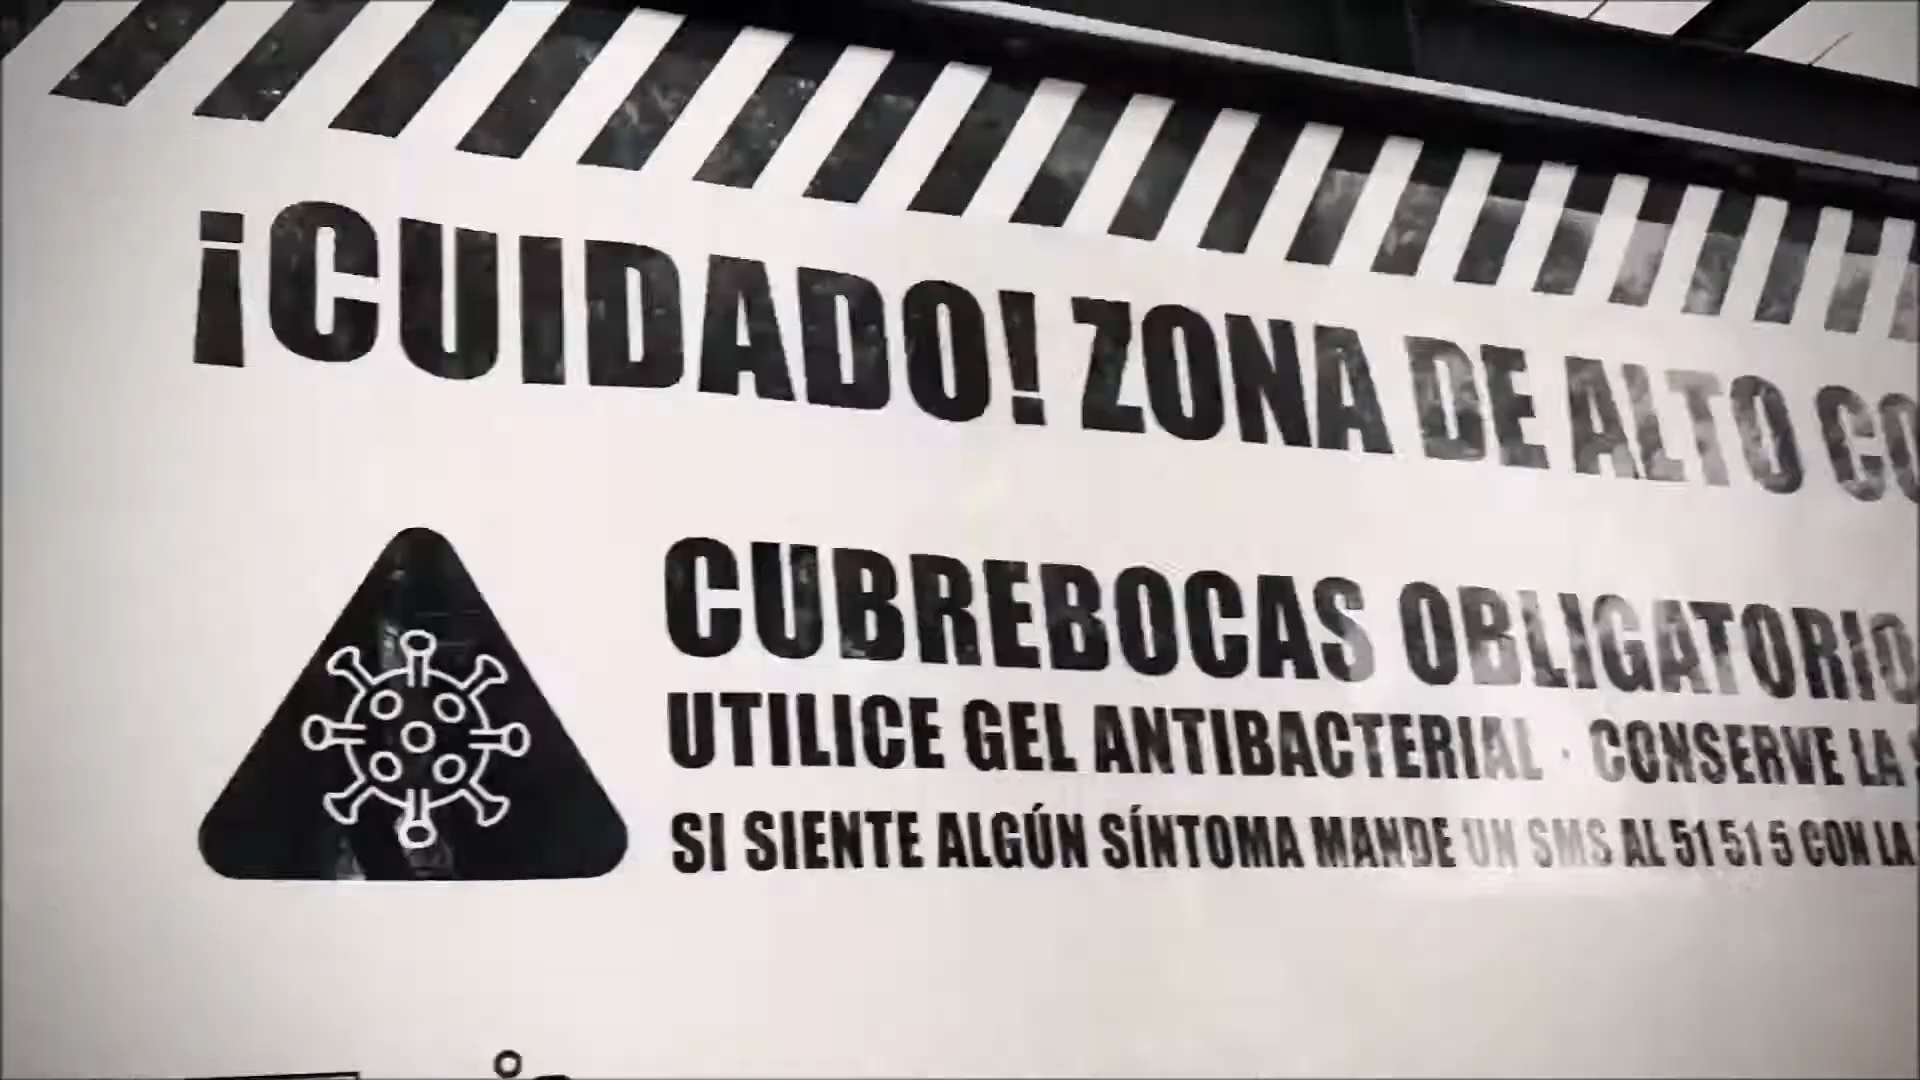 ¡CUIDADO! ZONA DE ALTO CO
CUBREBOCAS OBLIGATORIO
UTILICE GEL ANTIBACTERIAL · CONSERVE LA
SI SIENTE ALGÚN SÍNTOMA MANDE UN SMS AL 51 51 5 CON LA